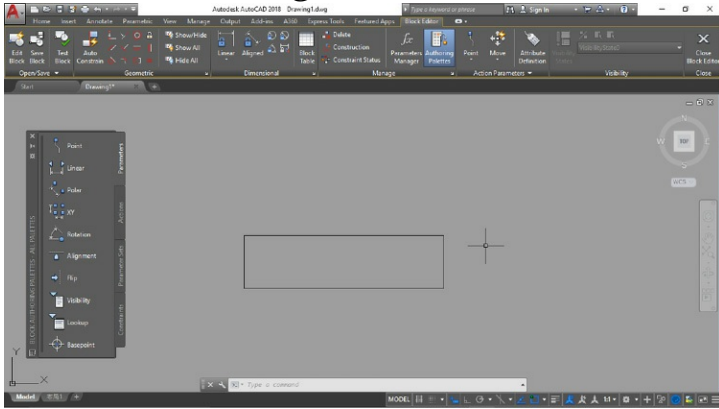 Autodesk AutoCAD 2018 Drawing1.dwg
Type a keyword or phrase
Sign In
Home Insert Annotate Parametric View Manage Output Add-ins A360 Express Tools Featured Apps Block Editor
Edit Block
Save Block
Test Block
Auto Constrain
Show/Hide
Show All
Hide All
Linear
Aligned
Block Table
Delete
Construction
Constraint Status
Parameters Manager
Authoring Palettes
Point
Move
Attribute Definition
Close Block Editor
Open/Save Geometric Dimensional Manage Action Parameters Visibility Close
Start Drawing1*
Point
Linear
Polar
XY
Rotation
Alignment
Flip
Visibility
Lookup
Basepoint
Parameters
Actions
Parameter Sets
Constraints
BLOCK AUTHORING PALETTES - ALL PALETTES
N
W
TOP
WCS
Y
X
Type a command
Model
MODEL
1:1